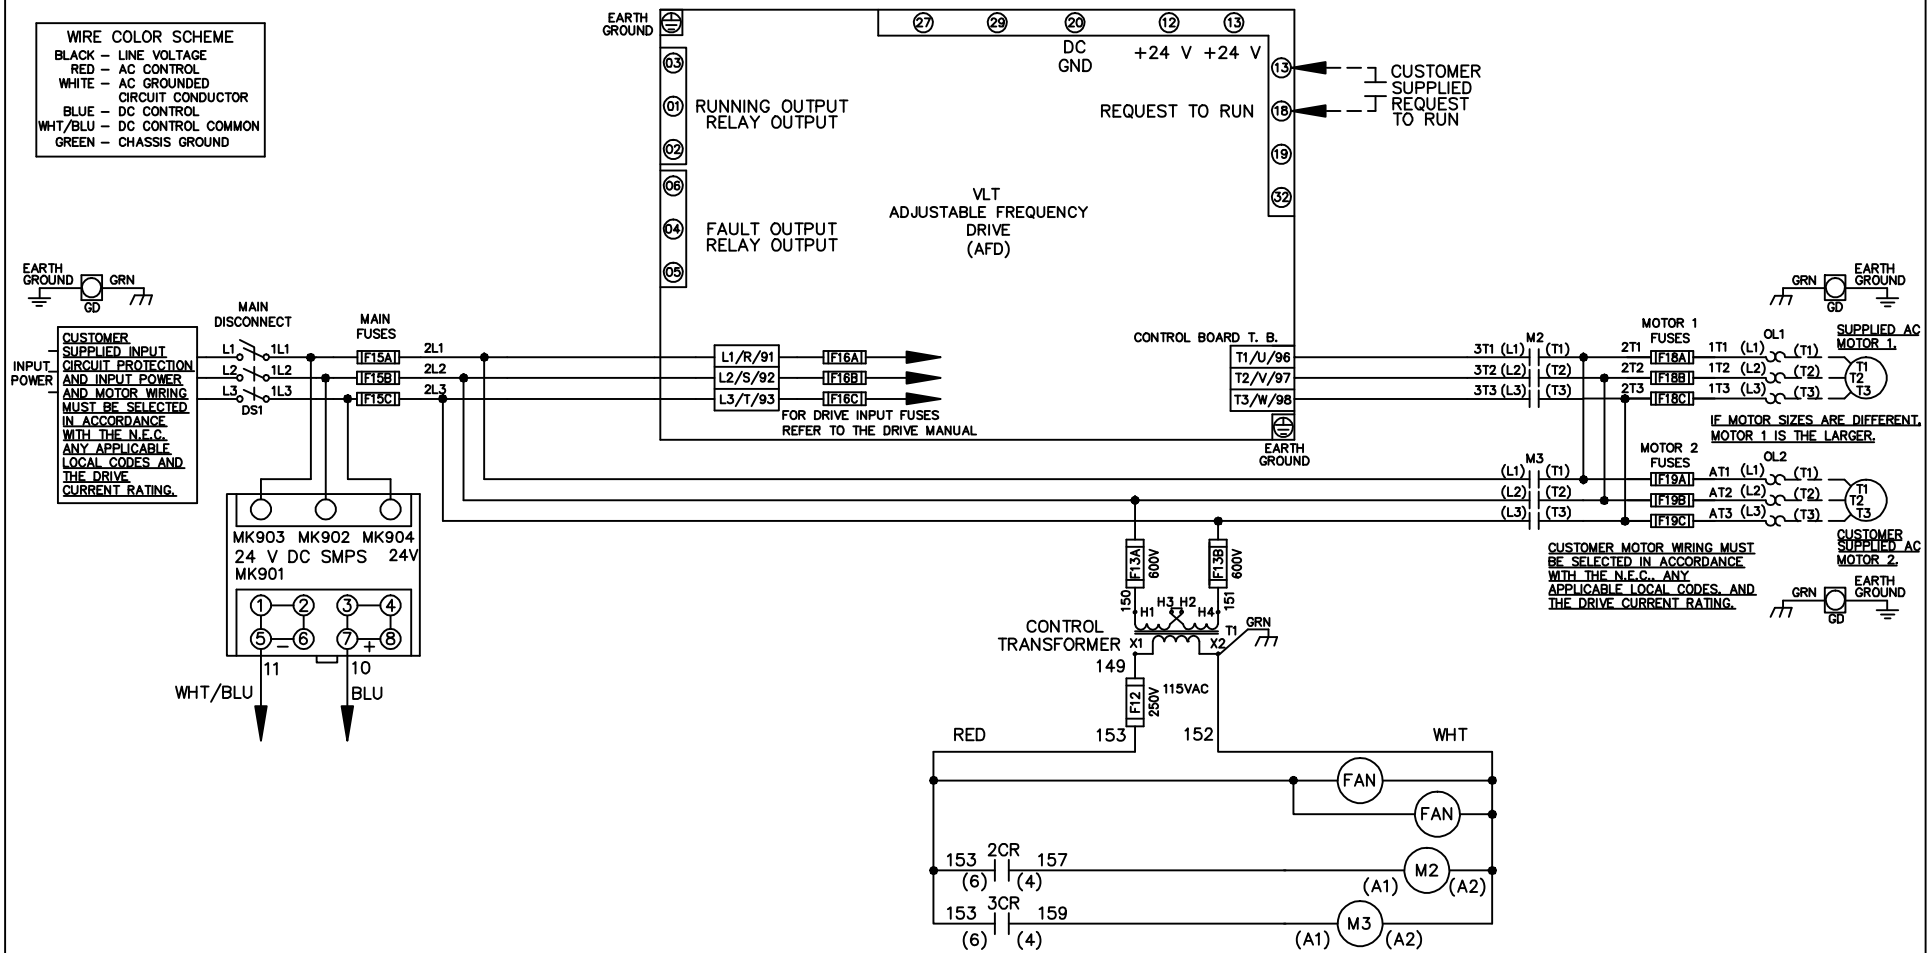 WIRE COLOR SCHEME
BLACK – LINE VOLTAGE
RED – AC CONTROL
WHITE – AC GROUNDED
CIRCUIT CONDUCTOR
BLUE – DC CONTROL
WHT/BLU – DC CONTROL COMMON
GREEN – CHASSIS GROUND
EARTH
GROUND
27
29
20
12
13
DC
GND
+24 V
+24 V
03
01
02
RUNNING OUTPUT
RELAY OUTPUT
06
04
05
FAULT OUTPUT
RELAY OUTPUT
VLT
ADJUSTABLE FREQUENCY
DRIVE
(AFD)
REQUEST TO RUN
13
18
19
32
CUSTOMER
SUPPLIED
REQUEST
TO RUN
EARTH
GROUND
GRN
GD
INPUT
POWER
CUSTOMER
SUPPLIED INPUT
CIRCUIT PROTECTION
AND INPUT POWER
AND MOTOR WIRING
MUST BE SELECTED
IN ACCORDANCE
WITH THE N.E.C.
ANY APPLICABLE
LOCAL CODES AND
THE DRIVE
CURRENT RATING.
MAIN
DISCONNECT
L1
1L1
L2
1L2
L3
1L3
DS1
MAIN
FUSES
F15A
F15B
F15C
2L1
2L2
2L3
L1/R/91
L2/S/92
L3/T/93
F16A
F16B
F16C
FOR DRIVE INPUT FUSES
REFER TO THE DRIVE MANUAL
CONTROL BOARD T. B.
T1/U/96
T2/V/97
T3/W/98
EARTH
GROUND
M2
3T1 (L1) (T1)
3T2 (L2) (T2)
3T3 (L3) (T3)
MOTOR 1
FUSES
2T1 F18A 1T1 (L1)
2T2 F18B 1T2 (L2)
2T3 F18C 1T3 (L3)
OL1
(T1)
(T2)
(T3)
GRN
GD
EARTH
GROUND
SUPPLIED AC
MOTOR 1.
T1
T2
T3
IF MOTOR SIZES ARE DIFFERENT,
MOTOR 1 IS THE LARGER.
M3
(L1) (T1)
(L2) (T2)
(L3) (T3)
MOTOR 2
FUSES
F19A AT1 (L1)
F19B AT2 (L2)
F19C AT3 (L3)
OL2
(T1)
(T2)
(T3)
T1
T2
T3
CUSTOMER
SUPPLIED AC
MOTOR 2.
CUSTOMER MOTOR WIRING MUST
BE SELECTED IN ACCORDANCE
WITH THE N.E.C., ANY
APPLICABLE LOCAL CODES, AND
THE DRIVE CURRENT RATING.
GRN
GD
EARTH
GROUND
MK903 MK902 MK904
24 V DC SMPS 24V
MK901
1 2 3 4
5 – 6 7 + 8
11
10
WHT/BLU
BLU
F13A
600V
F13B
600V
150
151
H1 H3 H2 H4
CONTROL
TRANSFORMER
X1
X2
T1
GRN
149
F12
250V
115VAC
153
152
RED
WHT
FAN
FAN
153 2CR 157
(6) (4)
(A1) M2 (A2)
153 3CR 159
(6) (4)
(A1) M3 (A2)